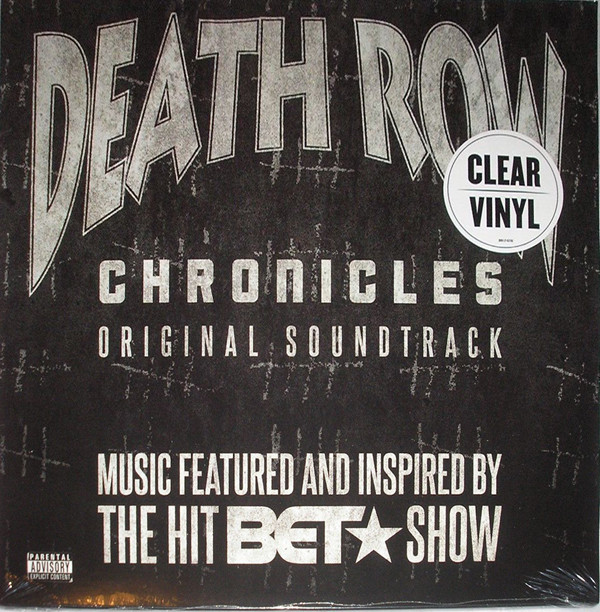 DEATH ROW
CLEAR
VINYL
CHRONICLES
ORIGINAL SOUNDTRACK
MUSIC FEATURED AND INSPIRED BY
THE HIT BET★ SHOW
PARENTAL
ADVISORY
EXPLICIT CONTENT